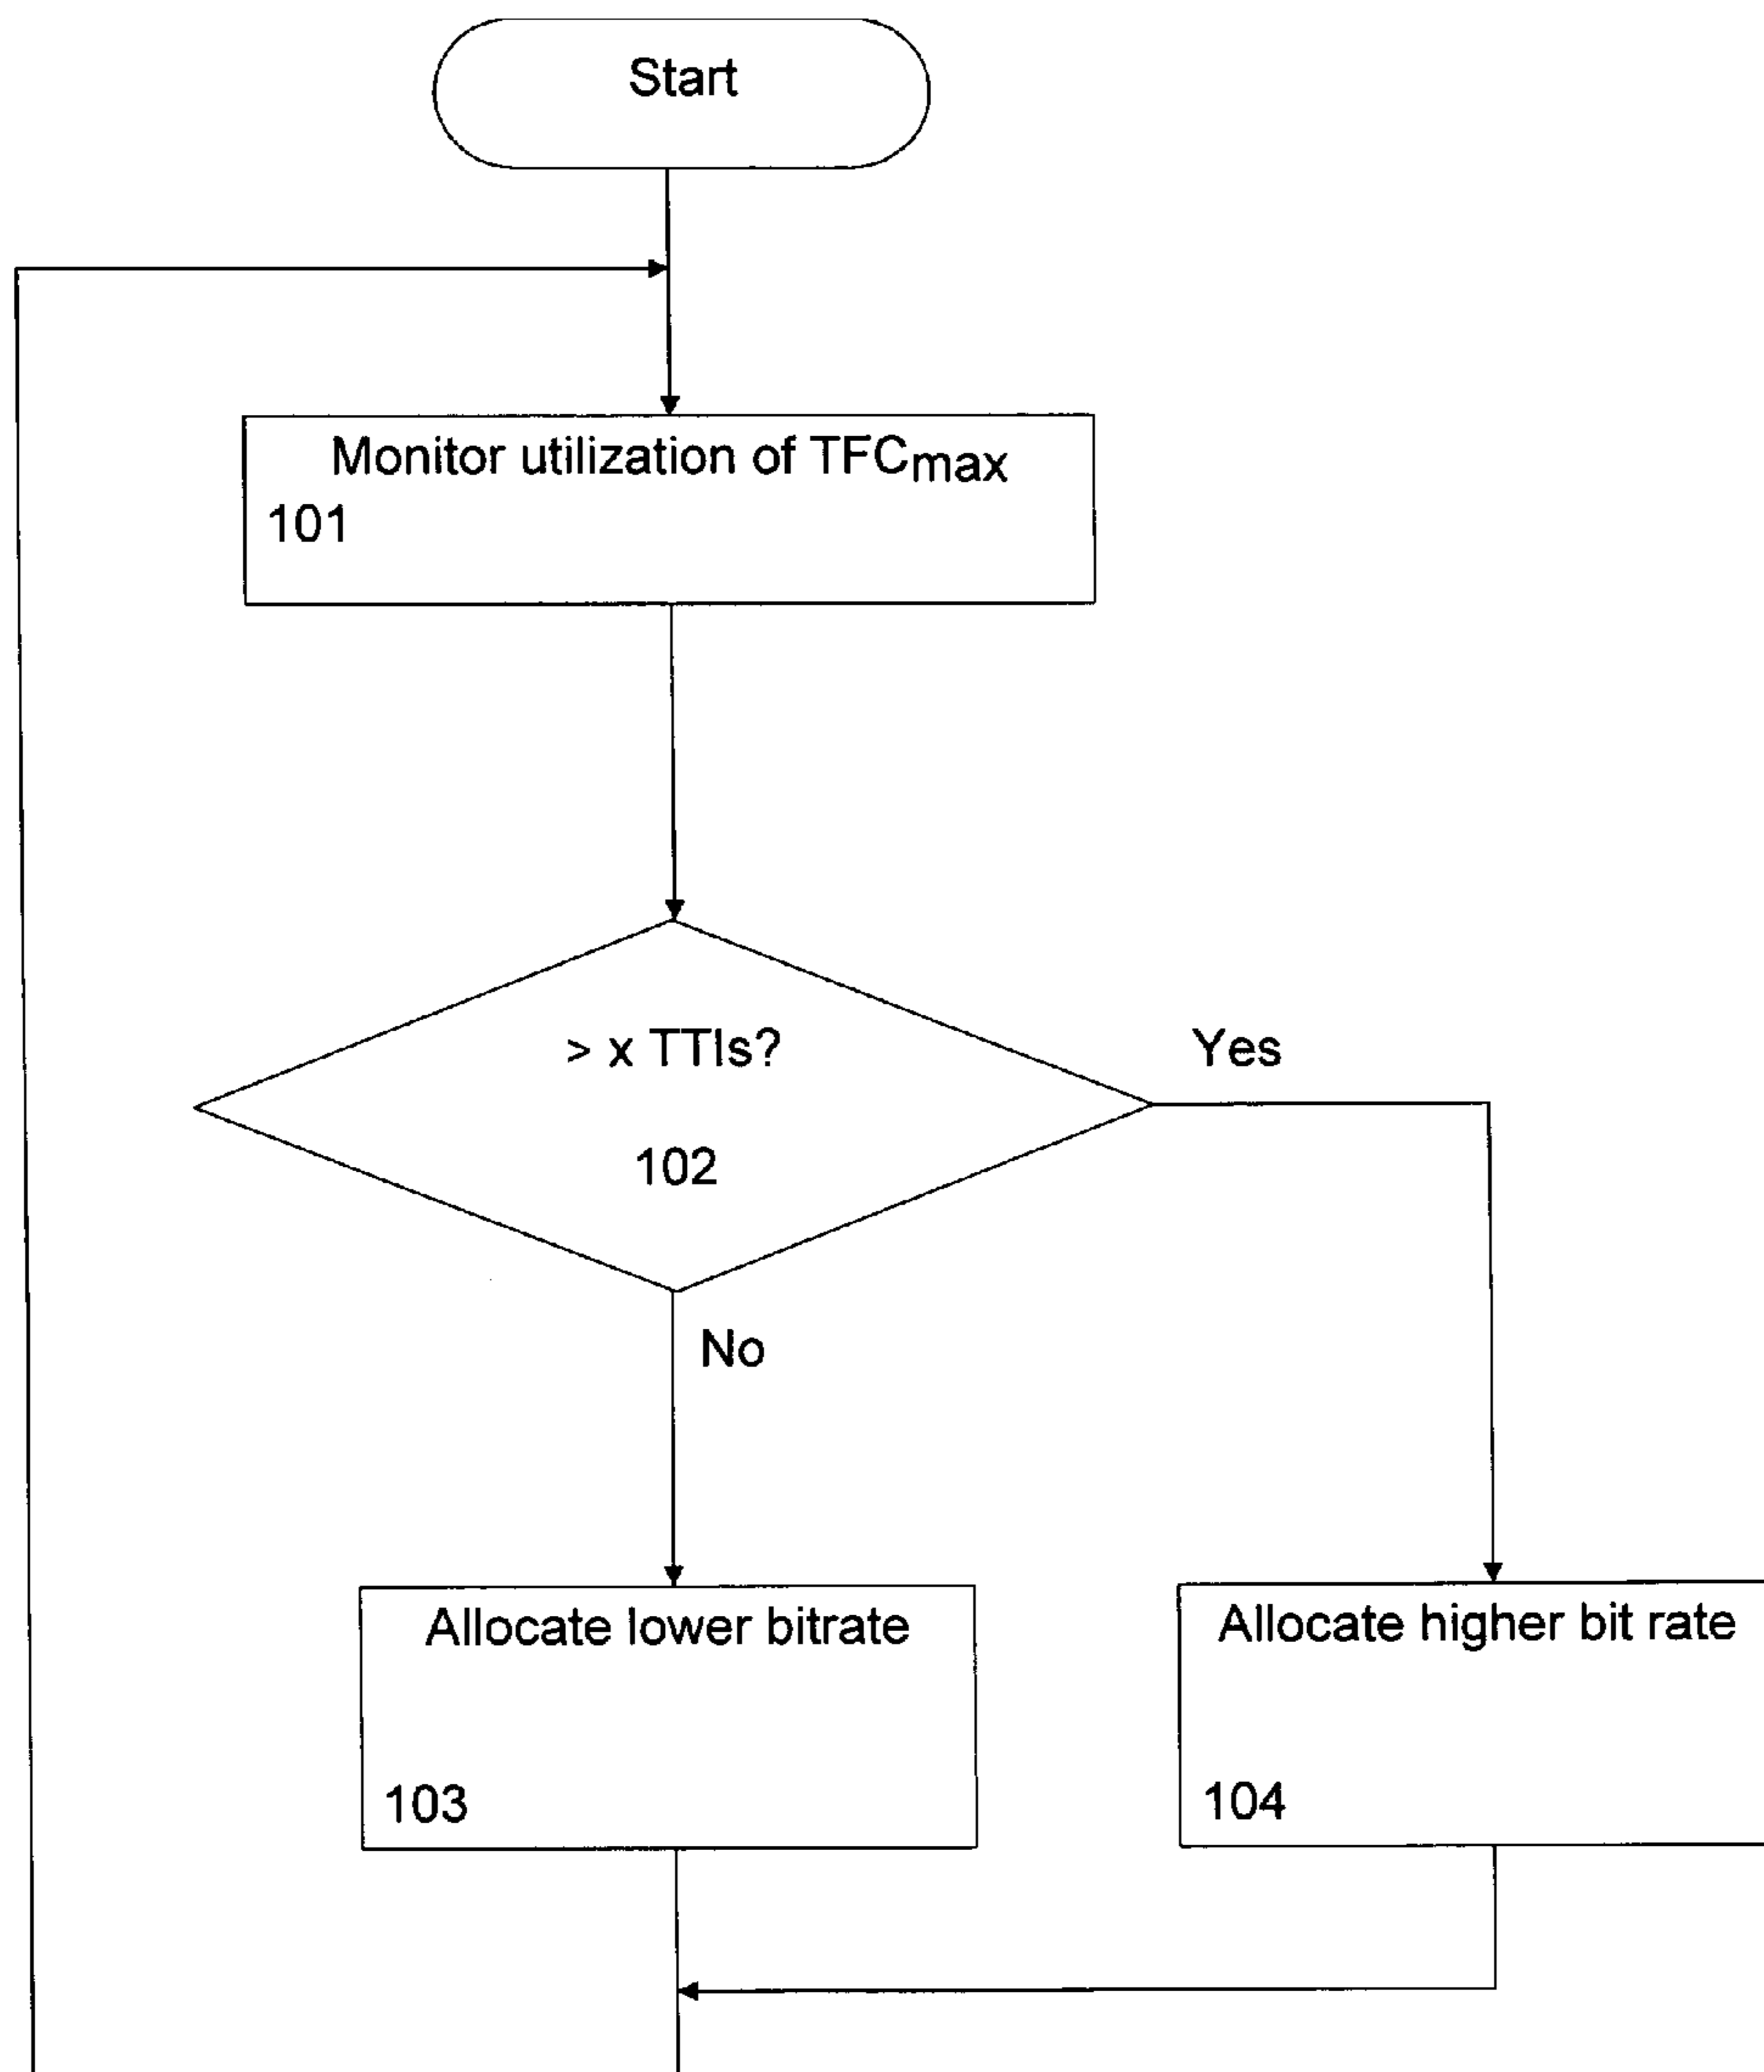 Start
Monitor utilization of TFCmax
101
> x TTIs?
102
Yes
No
Allocate lower bitrate
103
Allocate higher bit rate
104